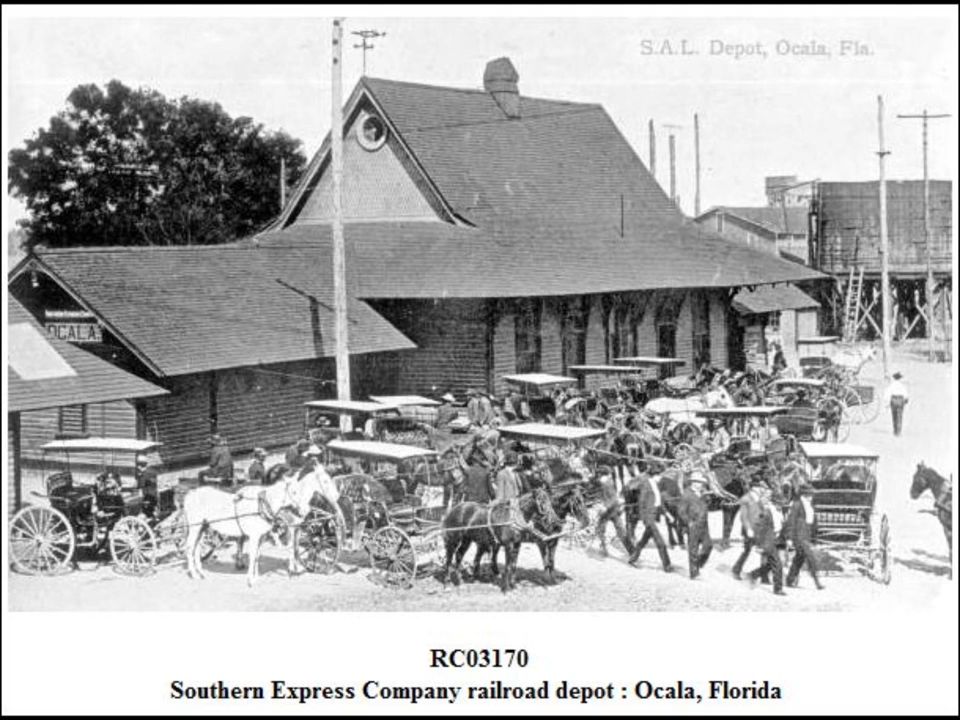 S.A.L. Depot, Ocala, Fla.
OCALA
RC03170
Southern Express Company railroad depot : Ocala, Florida